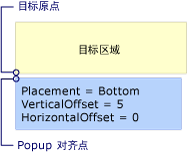 目标原点
目标区域
Placement = Bottom
VerticalOffset = 5
HorizontalOffset = 0
Popup 对齐点